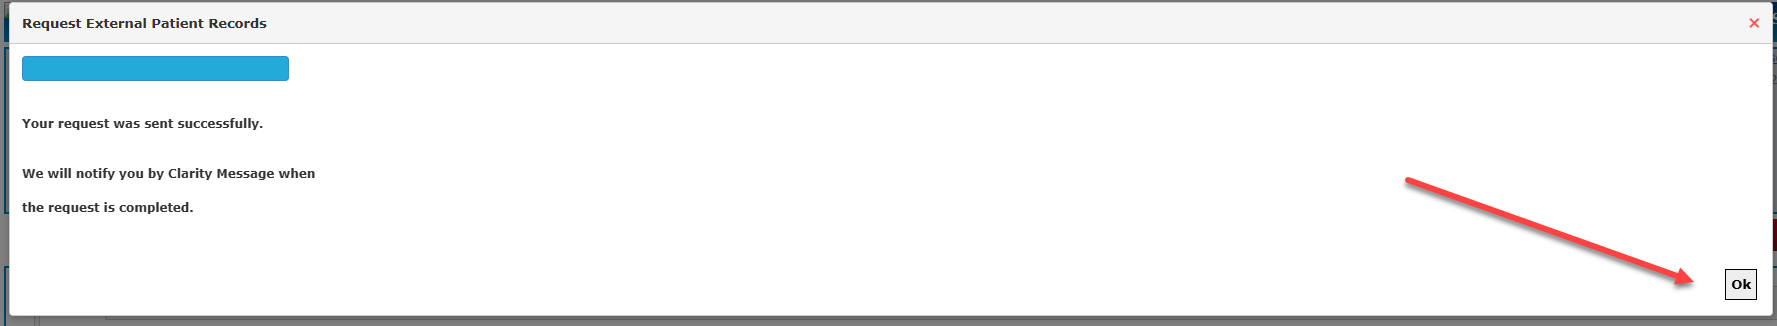 Request External Patient Records
Your request was sent successfully.
We will notify you by Clarity Message when
the request is completed.
Ok